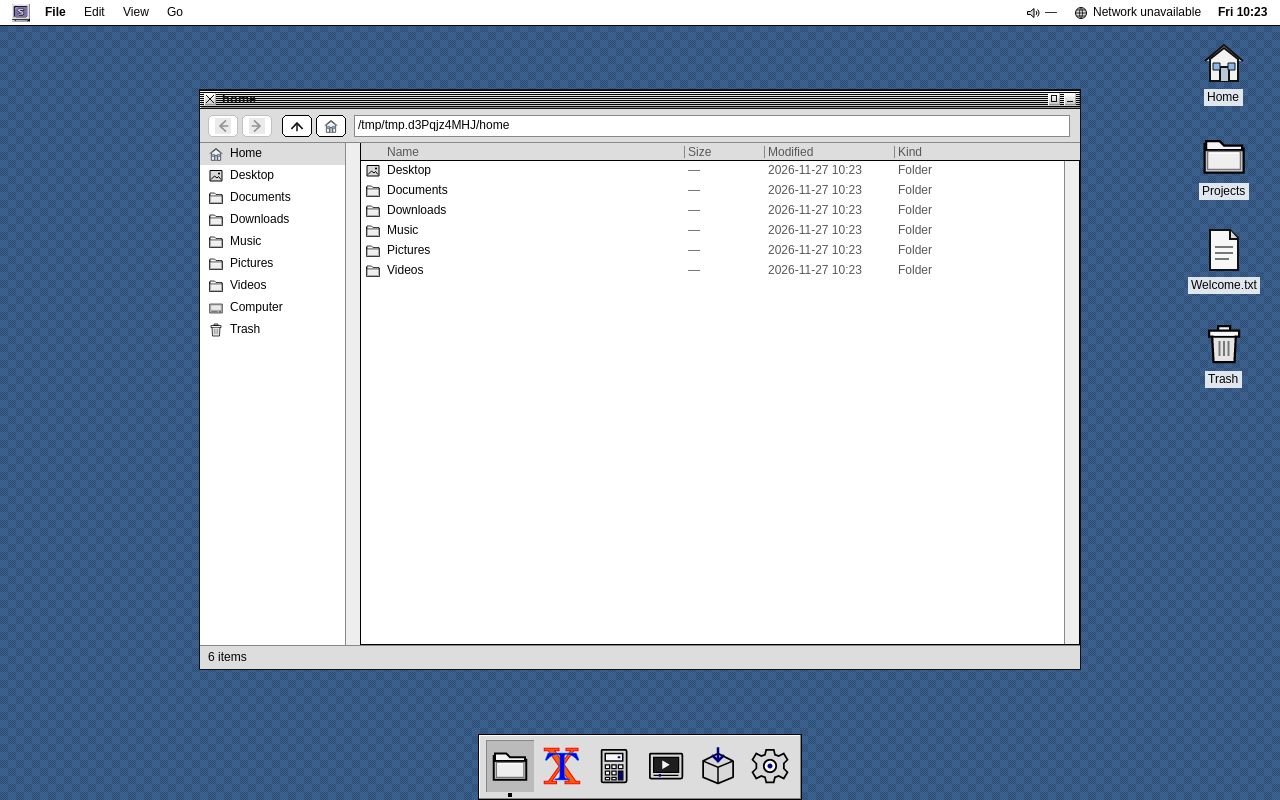 File Edit View Go — Network unavailable Fri 10:23
home
/tmp/tmp.d3Pqjz4MHJ/home
Home
Desktop
Documents
Downloads
Music
Pictures
Videos
Computer
Trash
Name Size Modified Kind
Desktop — 2026-11-27 10:23 Folder
Documents — 2026-11-27 10:23 Folder
Downloads — 2026-11-27 10:23 Folder
Music — 2026-11-27 10:23 Folder
Pictures — 2026-11-27 10:23 Folder
Videos — 2026-11-27 10:23 Folder
6 items
Home
Projects
Welcome.txt
Trash